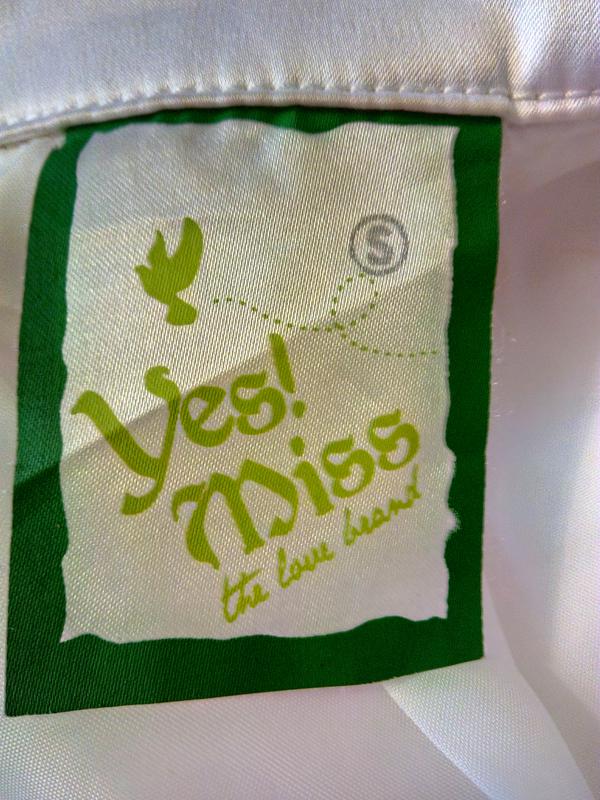 S
Yes!
Miss
the love brand